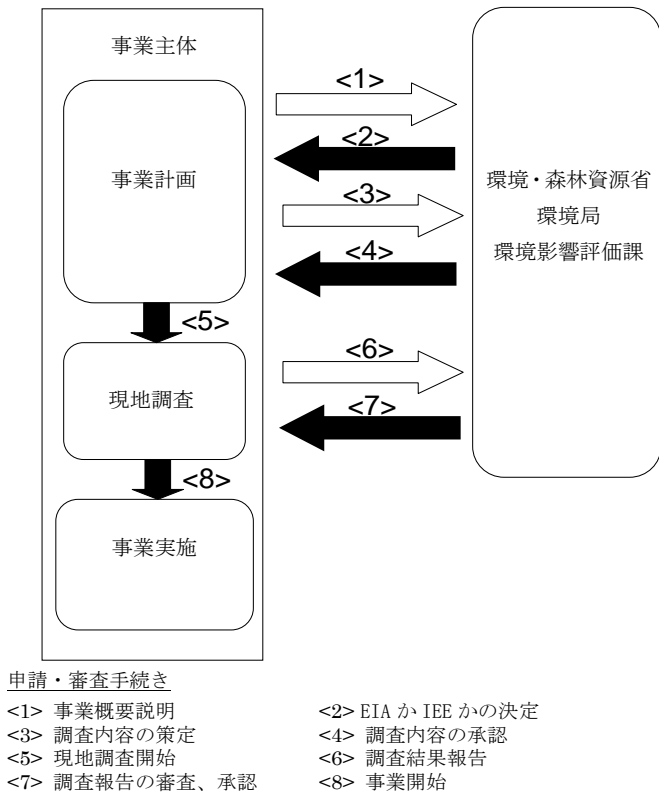 事業主体
<1>
<2>
事業計画
環境・森林資源省
<3>
環境局
<4>
環境影響評価課
<5>
<6>
現地調査
<7>
<8>
事業実施
申請・審査手続き
<1> 事業概要説明 <2> EIA か IEE かの決定
<3> 調査内容の策定 <4> 調査内容の承認
<5> 現地調査開始 <6> 調査結果報告
<7> 調査報告の審査、承認 <8> 事業開始